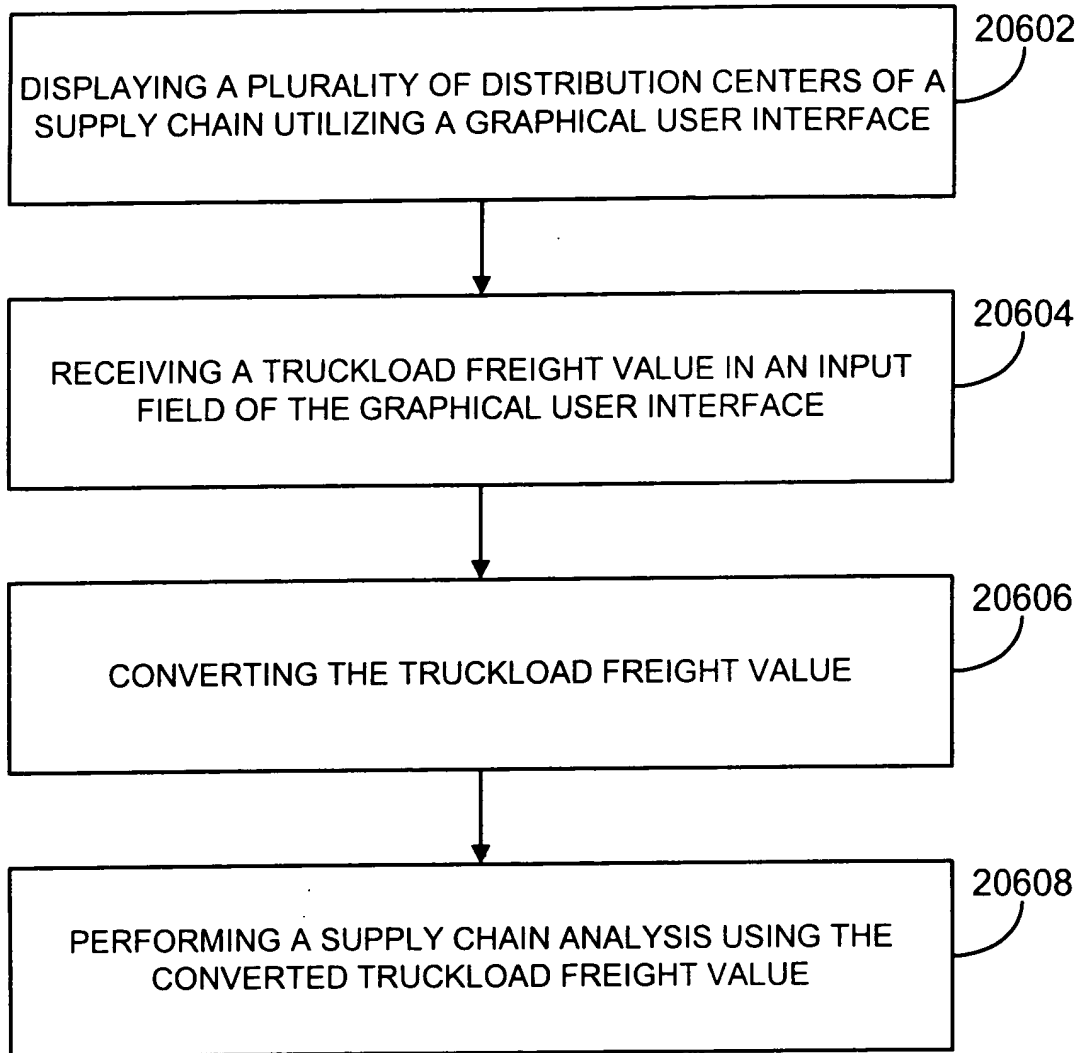 20602
DISPLAYING A PLURALITY OF DISTRIBUTION CENTERS OF A
SUPPLY CHAIN UTILIZING A GRAPHICAL USER INTERFACE
20604
RECEIVING A TRUCKLOAD FREIGHT VALUE IN AN INPUT
FIELD OF THE GRAPHICAL USER INTERFACE
20606
CONVERTING THE TRUCKLOAD FREIGHT VALUE
20608
PERFORMING A SUPPLY CHAIN ANALYSIS USING THE
CONVERTED TRUCKLOAD FREIGHT VALUE